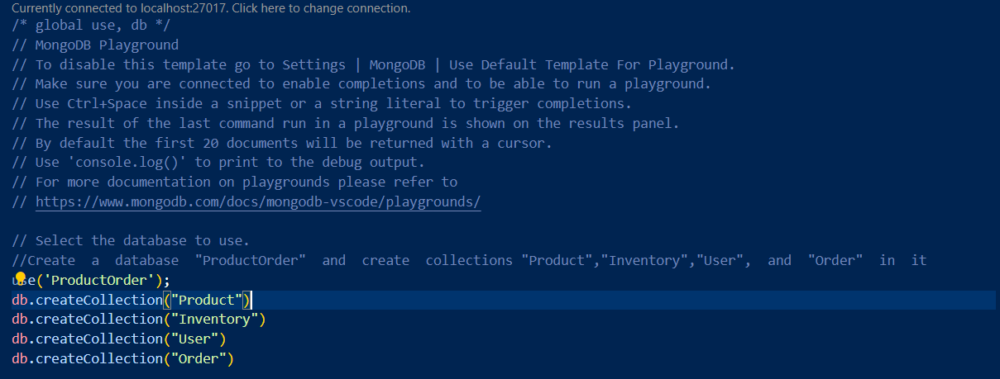 Currently connected to localhost:27017. Click here to change connection.
/* global use, db */
// MongoDB Playground
// To disable this template go to Settings | MongoDB | Use Default Template For Playground.
// Make sure you are connected to enable completions and to be able to run a playground.
// Use Ctrl+Space inside a snippet or a string literal to trigger completions.
// The result of the last command run in a playground is shown on the results panel.
// By default the first 20 documents will be returned with a cursor.
// Use 'console.log()' to print to the debug output.
// For more documentation on playgrounds please refer to
// https://www.mongodb.com/docs/mongodb-vscode/playgrounds/
// Select the database to use.
//Create a database "ProductOrder" and create collections "Product","Inventory","User", and "Order" in it
use('ProductOrder');
db.createCollection("Product")
db.createCollection("Inventory")
db.createCollection("User")
db.createCollection("Order")